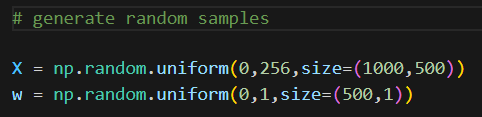 # generate random samples
X = np.random.uniform(0,256,size=(1000,500))
w = np.random.uniform(0,1,size=(500,1))